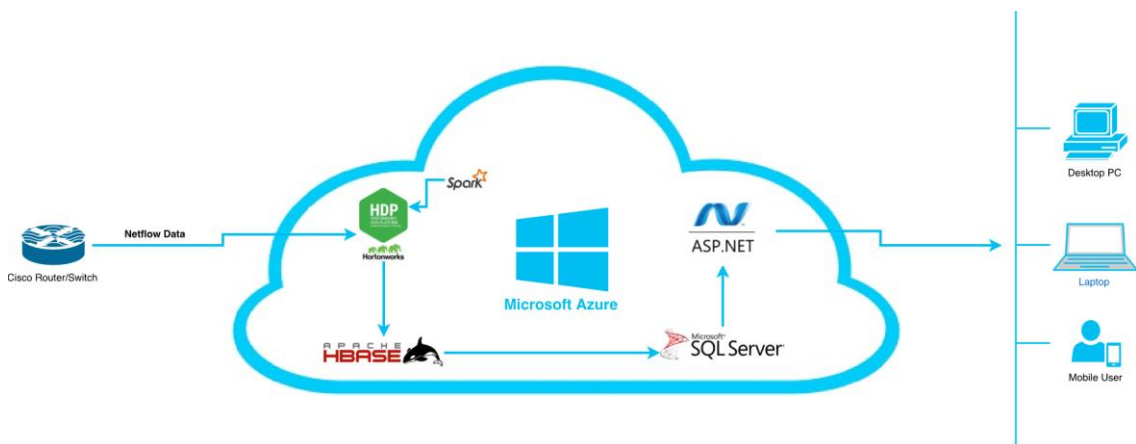 Cisco Router/Switch
Netflow Data
Spark
HDP
Hortonworks
APACHE
HBASE
Microsoft Azure
Microsoft
SQL Server
ASP.NET
Desktop PC
Laptop
Mobile User